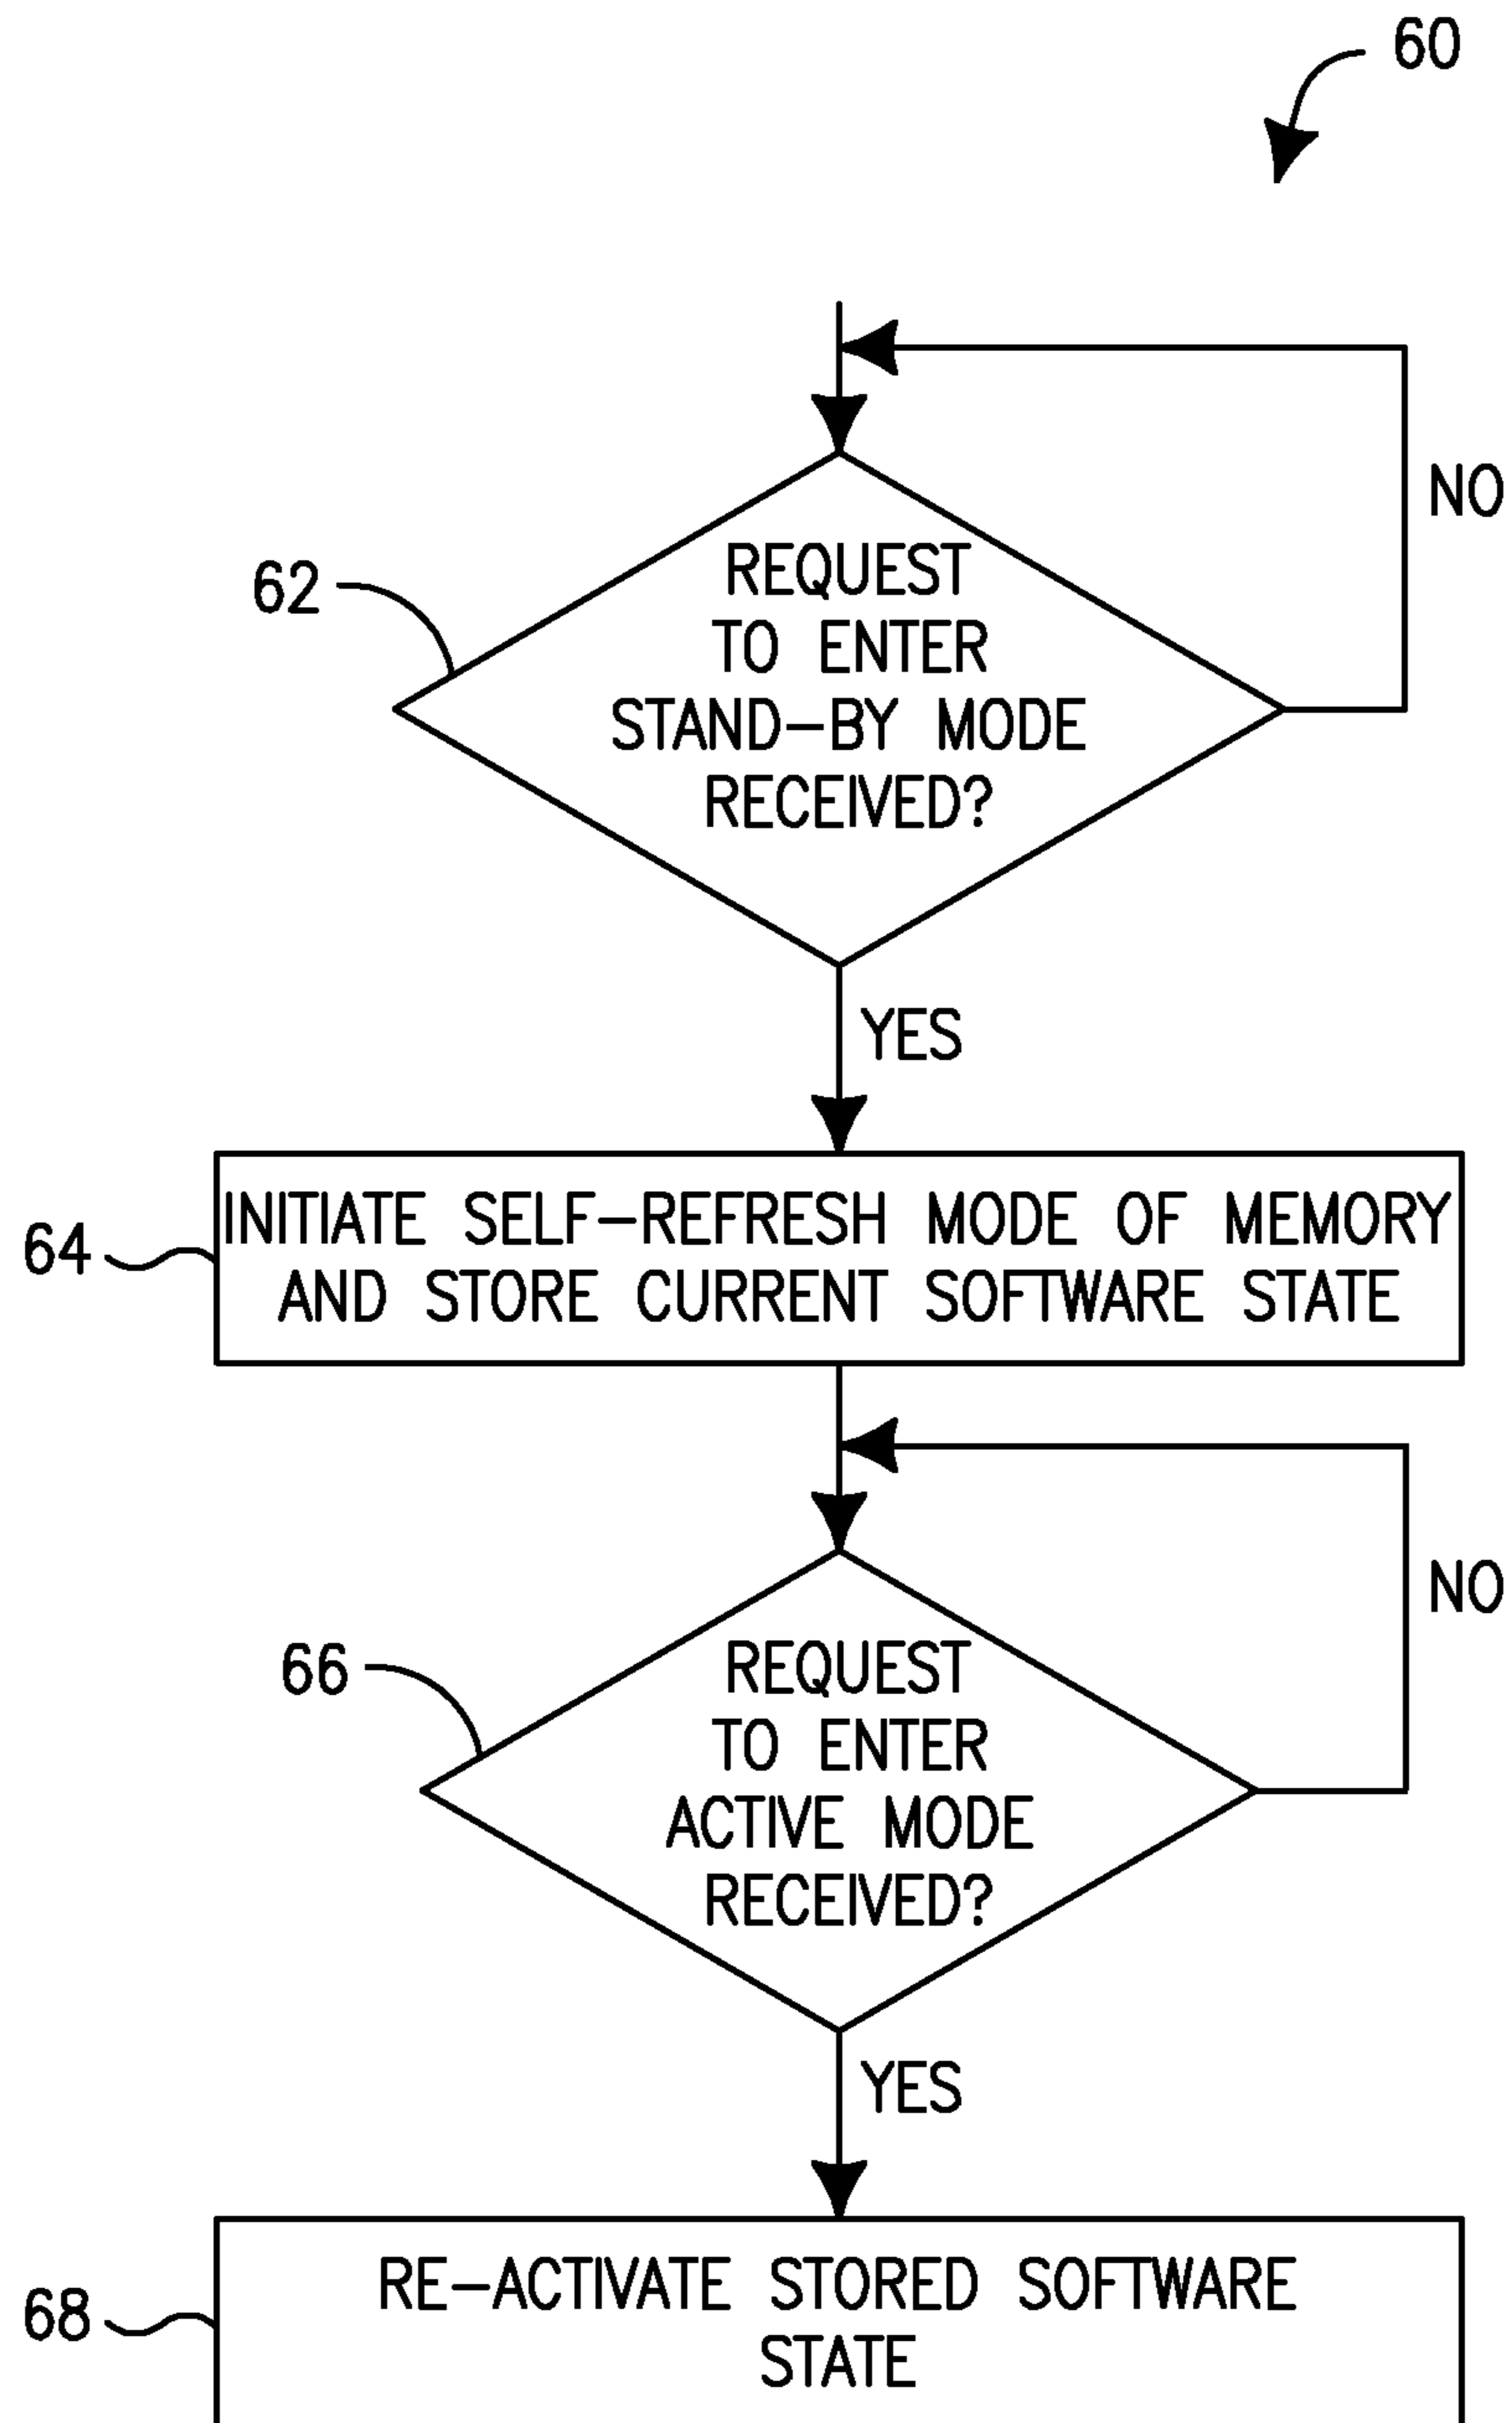 60
NO
62
REQUEST
TO ENTER
STAND-BY MODE
RECEIVED?
YES
64
INITIATE SELF-REFRESH MODE OF MEMORY
AND STORE CURRENT SOFTWARE STATE
NO
66
REQUEST
TO ENTER
ACTIVE MODE
RECEIVED?
YES
68
RE-ACTIVATE STORED SOFTWARE
STATE